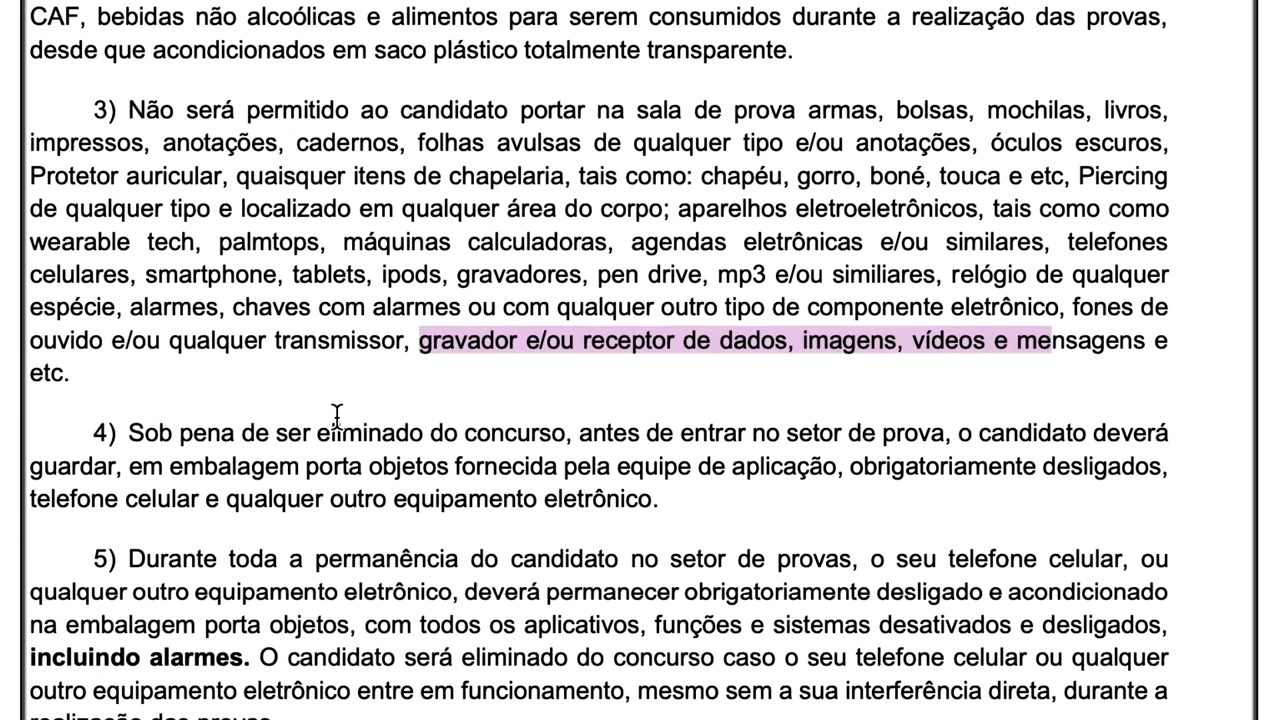 CAF, bebidas não alcoólicas e alimentos para serem consumidos durante a realização das provas,
desde que acondicionados em saco plástico totalmente transparente.
3) Não será permitido ao candidato portar na sala de prova armas, bolsas, mochilas, livros,
impressos, anotações, cadernos, folhas avulsas de qualquer tipo e/ou anotações, óculos escuros,
Protetor auricular, quaisquer itens de chapelaria, tais como: chapéu, gorro, boné, touca e etc, Piercing
de qualquer tipo e localizado em qualquer área do corpo; aparelhos eletroeletrônicos, tais como como
wearable tech, palmtops, máquinas calculadoras, agendas eletrônicas e/ou similares, telefones
celulares, smartphone, tablets, ipods, gravadores, pen drive, mp3 e/ou similiares, relógio de qualquer
espécie, alarmes, chaves com alarmes ou com qualquer outro tipo de componente eletrônico, fones de
ouvido e/ou qualquer transmissor, gravador e/ou receptor de dados, imagens, vídeos e mensagens e
etc.
4) Sob pena de ser eliminado do concurso, antes de entrar no setor de prova, o candidato deverá
guardar, em embalagem porta objetos fornecida pela equipe de aplicação, obrigatoriamente desligados,
telefone celular e qualquer outro equipamento eletrônico.
5) Durante toda a permanência do candidato no setor de provas, o seu telefone celular, ou
qualquer outro equipamento eletrônico, deverá permanecer obrigatoriamente desligado e acondicionado
na embalagem porta objetos, com todos os aplicativos, funções e sistemas desativados e desligados,
incluindo alarmes. O candidato será eliminado do concurso caso o seu telefone celular ou qualquer
outro equipamento eletrônico entre em funcionamento, mesmo sem a sua interferência direta, durante a
realização das provas.